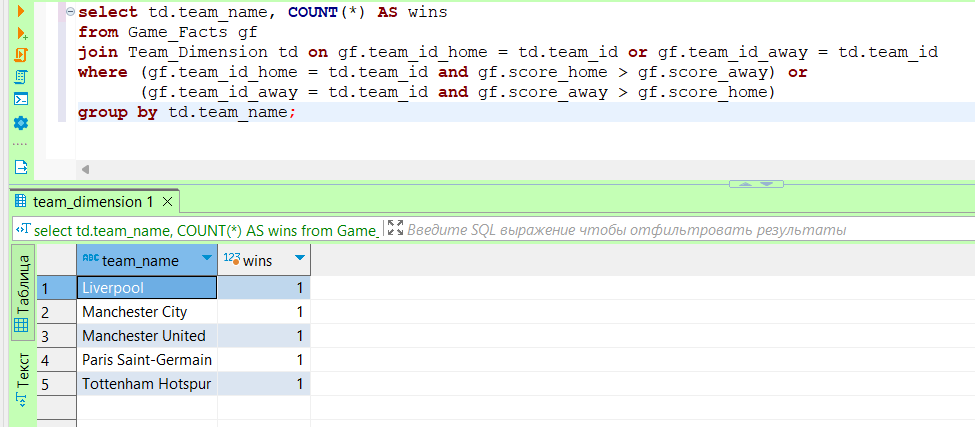 select td.team_name, COUNT(*) AS wins
from Game_Facts gf
join Team_Dimension td on gf.team_id_home = td.team_id or gf.team_id_away = td.team_id
where (gf.team_id_home = td.team_id and gf.score_home > gf.score_away) or
(gf.team_id_away = td.team_id and gf.score_away > gf.score_home)
group by td.team_name;
team_dimension 1
select td.team_name, COUNT(*) AS wins from Game_ Введите SQL выражение чтобы отфильтровать результаты
Таблица
Текст
ABC team_name 123 wins
1 Liverpool 1
2 Manchester City 1
3 Manchester United 1
4 Paris Saint-Germain 1
5 Tottenham Hotspur 1